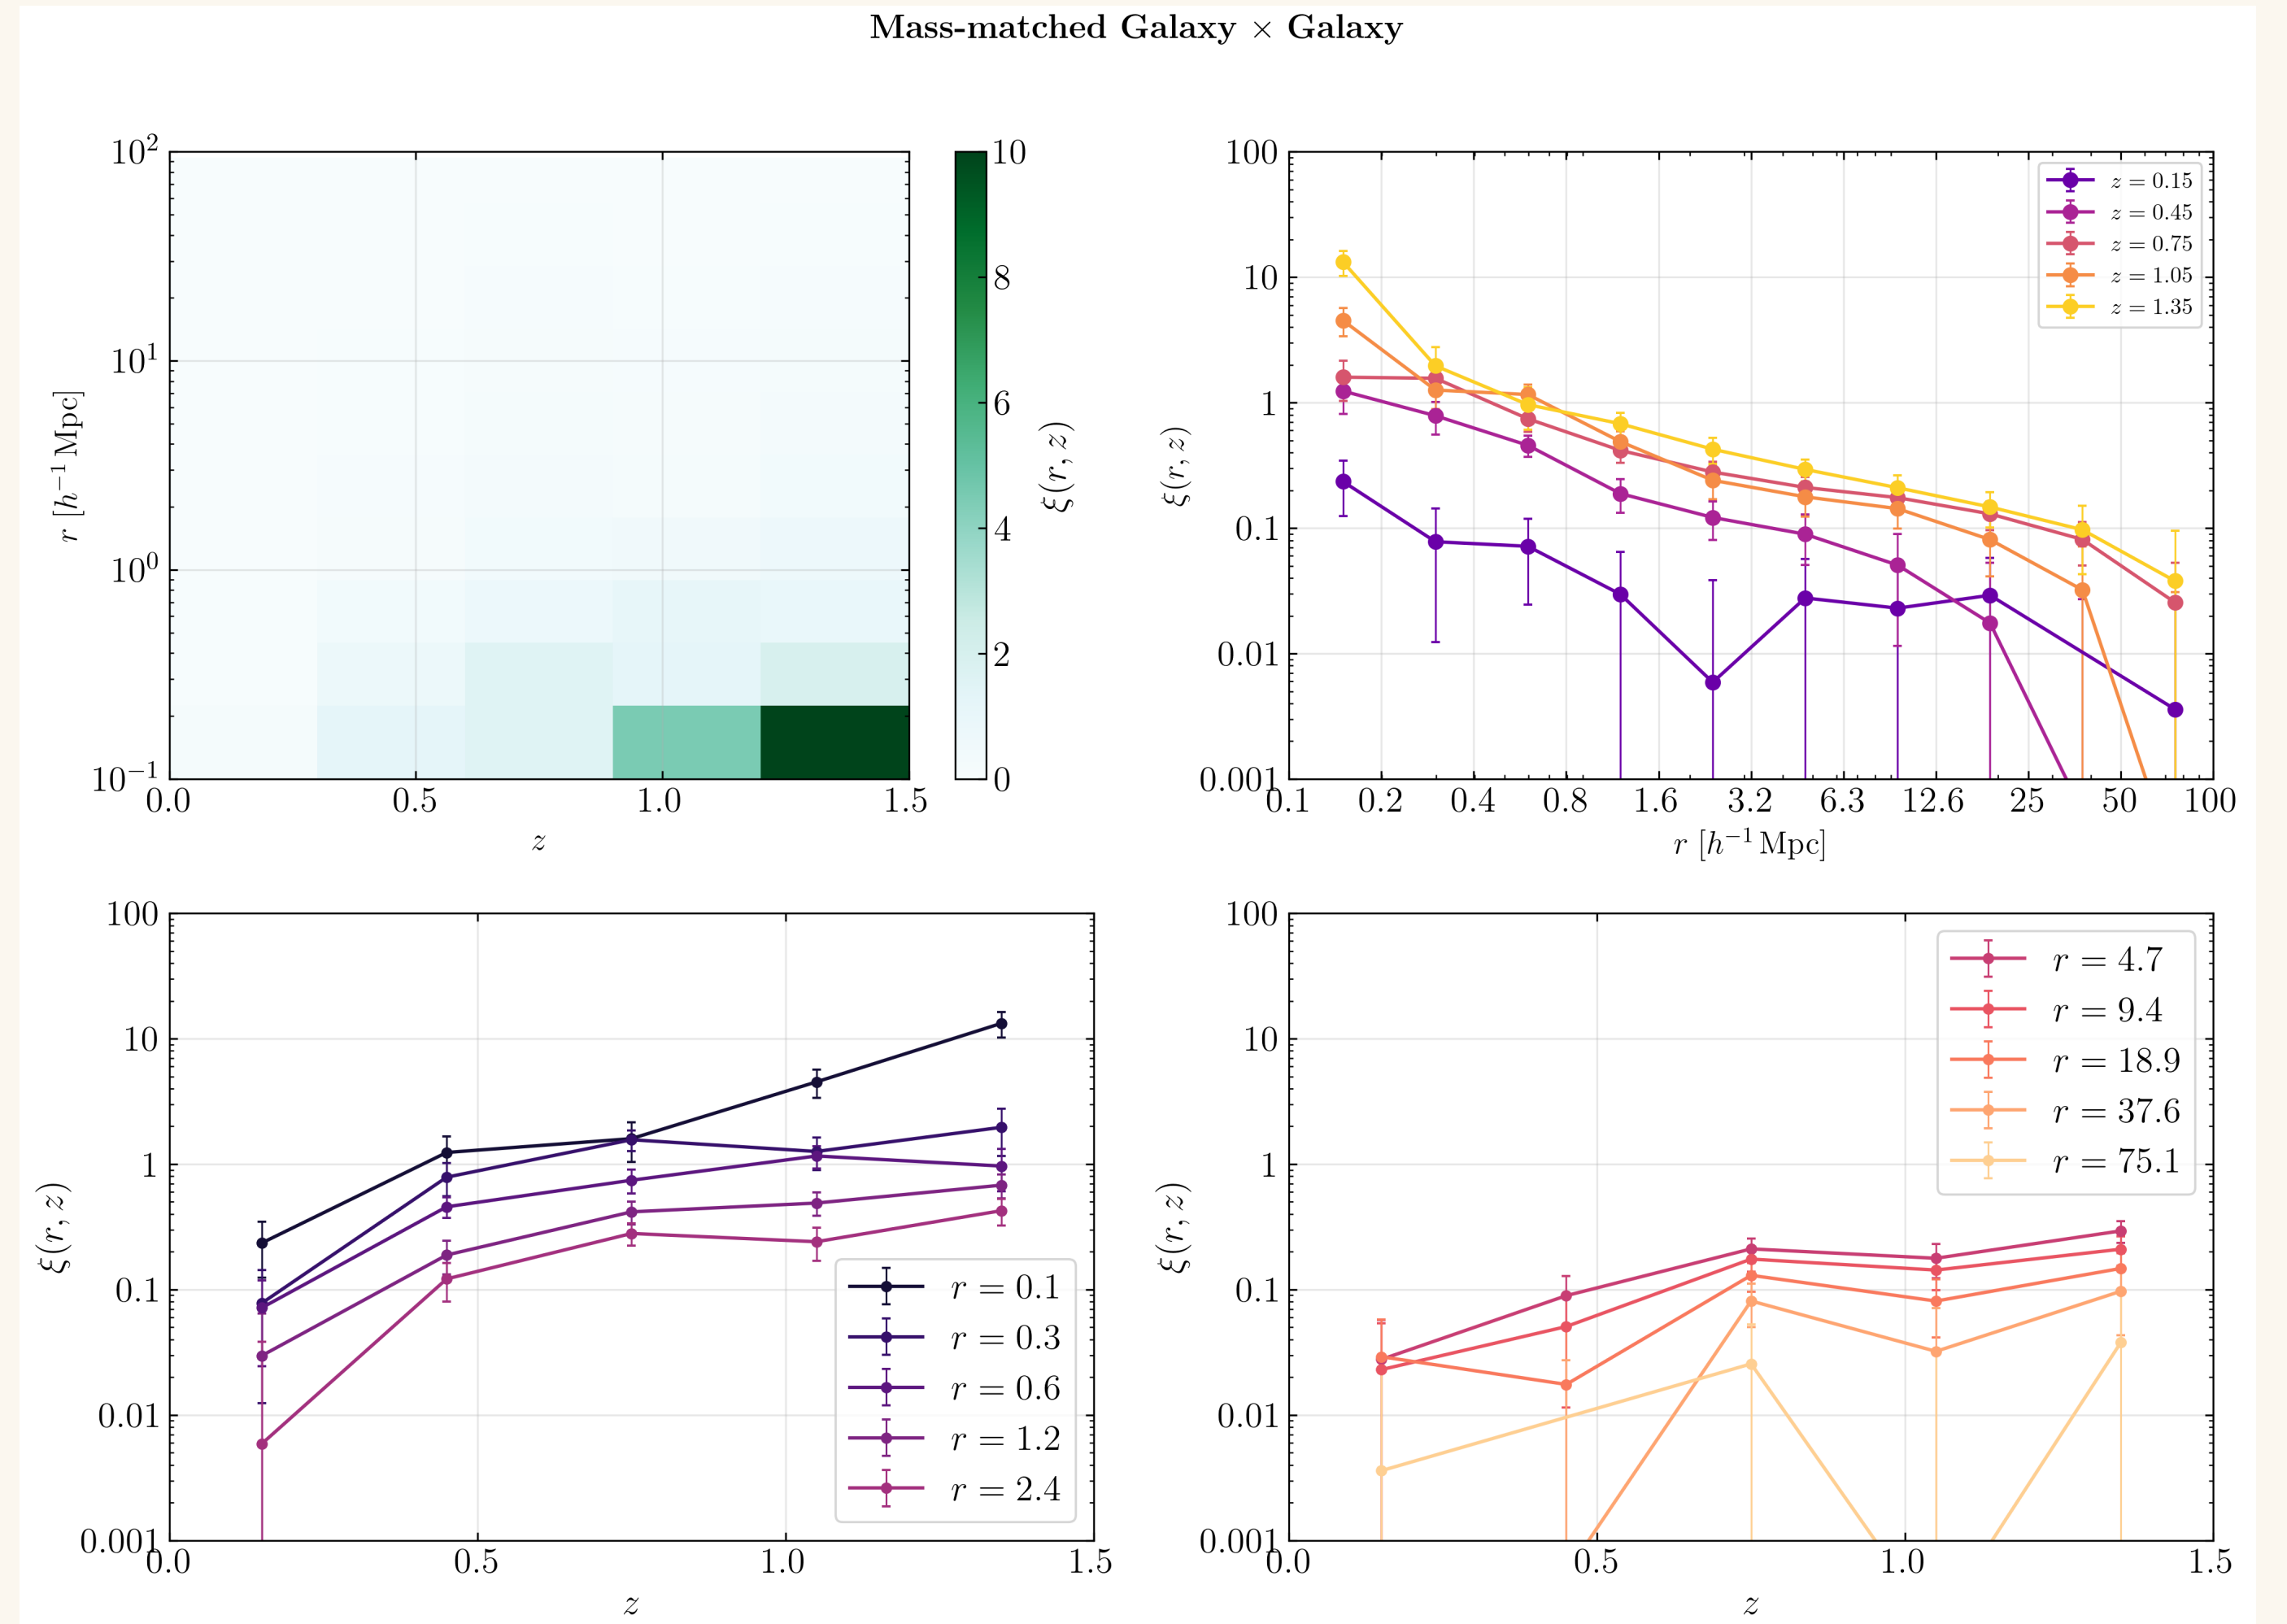 Mass-matched Galaxy × Galaxy
10²
10¹
10⁰
10⁻¹
r [h⁻¹ Mpc]
0.0 0.5 1.0 1.5
z
10
8
6
4
2
0
ξ(r, z)
100
10
1
0.1
0.01
0.001
ξ(r, z)
z = 0.15
z = 0.45
z = 0.75
z = 1.05
z = 1.35
0.1 0.2 0.4 0.8 1.6 3.2 6.3 12.6 25 50 100
r [h⁻¹ Mpc]
100
10
1
0.1
0.01
0.001
ξ(r, z)
r = 0.1
r = 0.3
r = 0.6
r = 1.2
r = 2.4
0.0 0.5 1.0 1.5
z
100
10
1
0.1
0.01
0.001
ξ(r, z)
r = 4.7
r = 9.4
r = 18.9
r = 37.6
r = 75.1
0.0 0.5 1.0 1.5
z